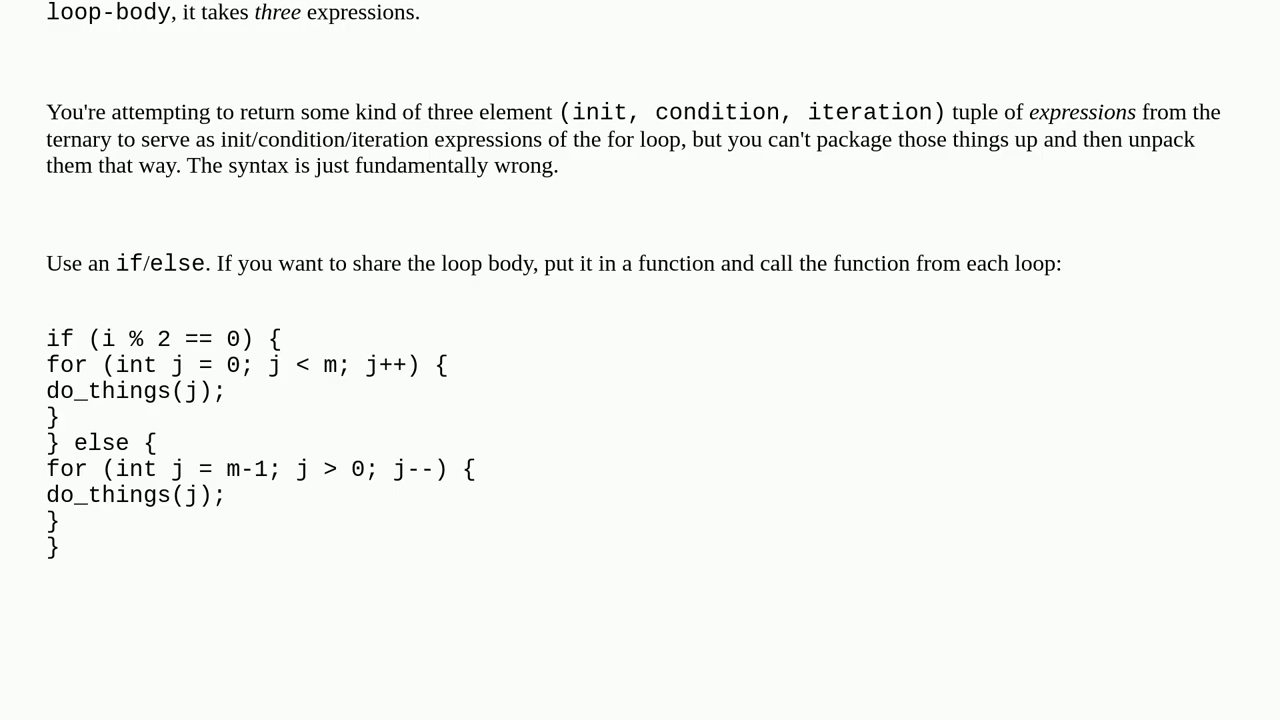 loop-body, it takes three expressions.
You're attempting to return some kind of three element (init, condition, iteration) tuple of expressions from the
ternary to serve as init/condition/iteration expressions of the for loop, but you can't package those things up and then unpack
them that way. The syntax is just fundamentally wrong.
Use an if/else. If you want to share the loop body, put it in a function and call the function from each loop:
if (i % 2 == 0) {
for (int j = 0; j < m; j++) {
do_things(j);
}
} else {
for (int j = m-1; j > 0; j--) {
do_things(j);
}
}